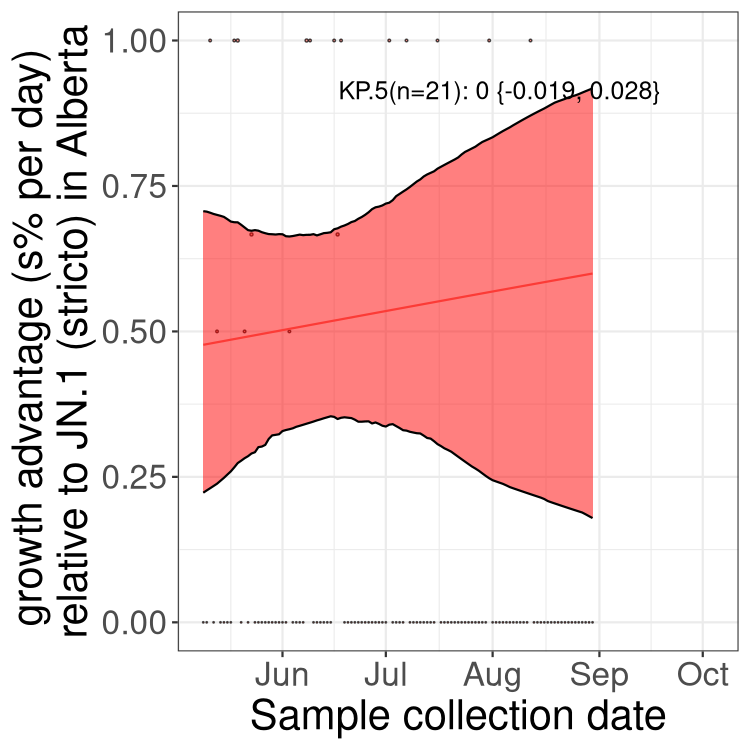 growth advantage (s% per day)
relative to JN.1 (stricto) in Alberta
1.00
0.75
0.50
0.25
0.00
KP.5(n=21): 0 {-0.019, 0.028}
Jun Jul Aug Sep Oct
Sample collection date